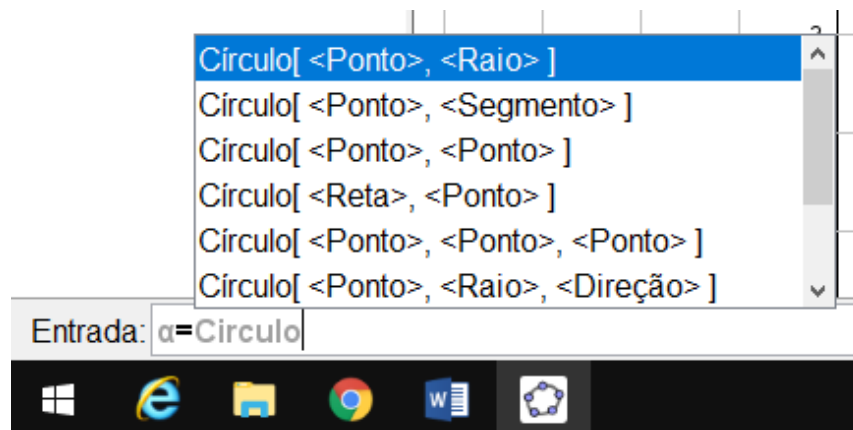 Círculo[ <Ponto>, <Raio> ]
Círculo[ <Ponto>, <Segmento> ]
Círculo[ <Ponto>, <Ponto> ]
Círculo[ <Reta>, <Ponto> ]
Círculo[ <Ponto>, <Ponto>, <Ponto> ]
Círculo[ <Ponto>, <Raio>, <Direção> ]
Entrada: α=Circulo